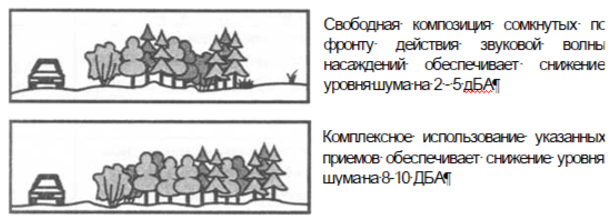 Свободная композиция сомкнутых по
фронту действия звуковой волны
насаждений обеспечивает снижение
уровня шума на 2 - 5 дБА¶
Комплексное использование указанных
приемов обеспечивает снижение уровня
шума на 8-10 ДБА¶